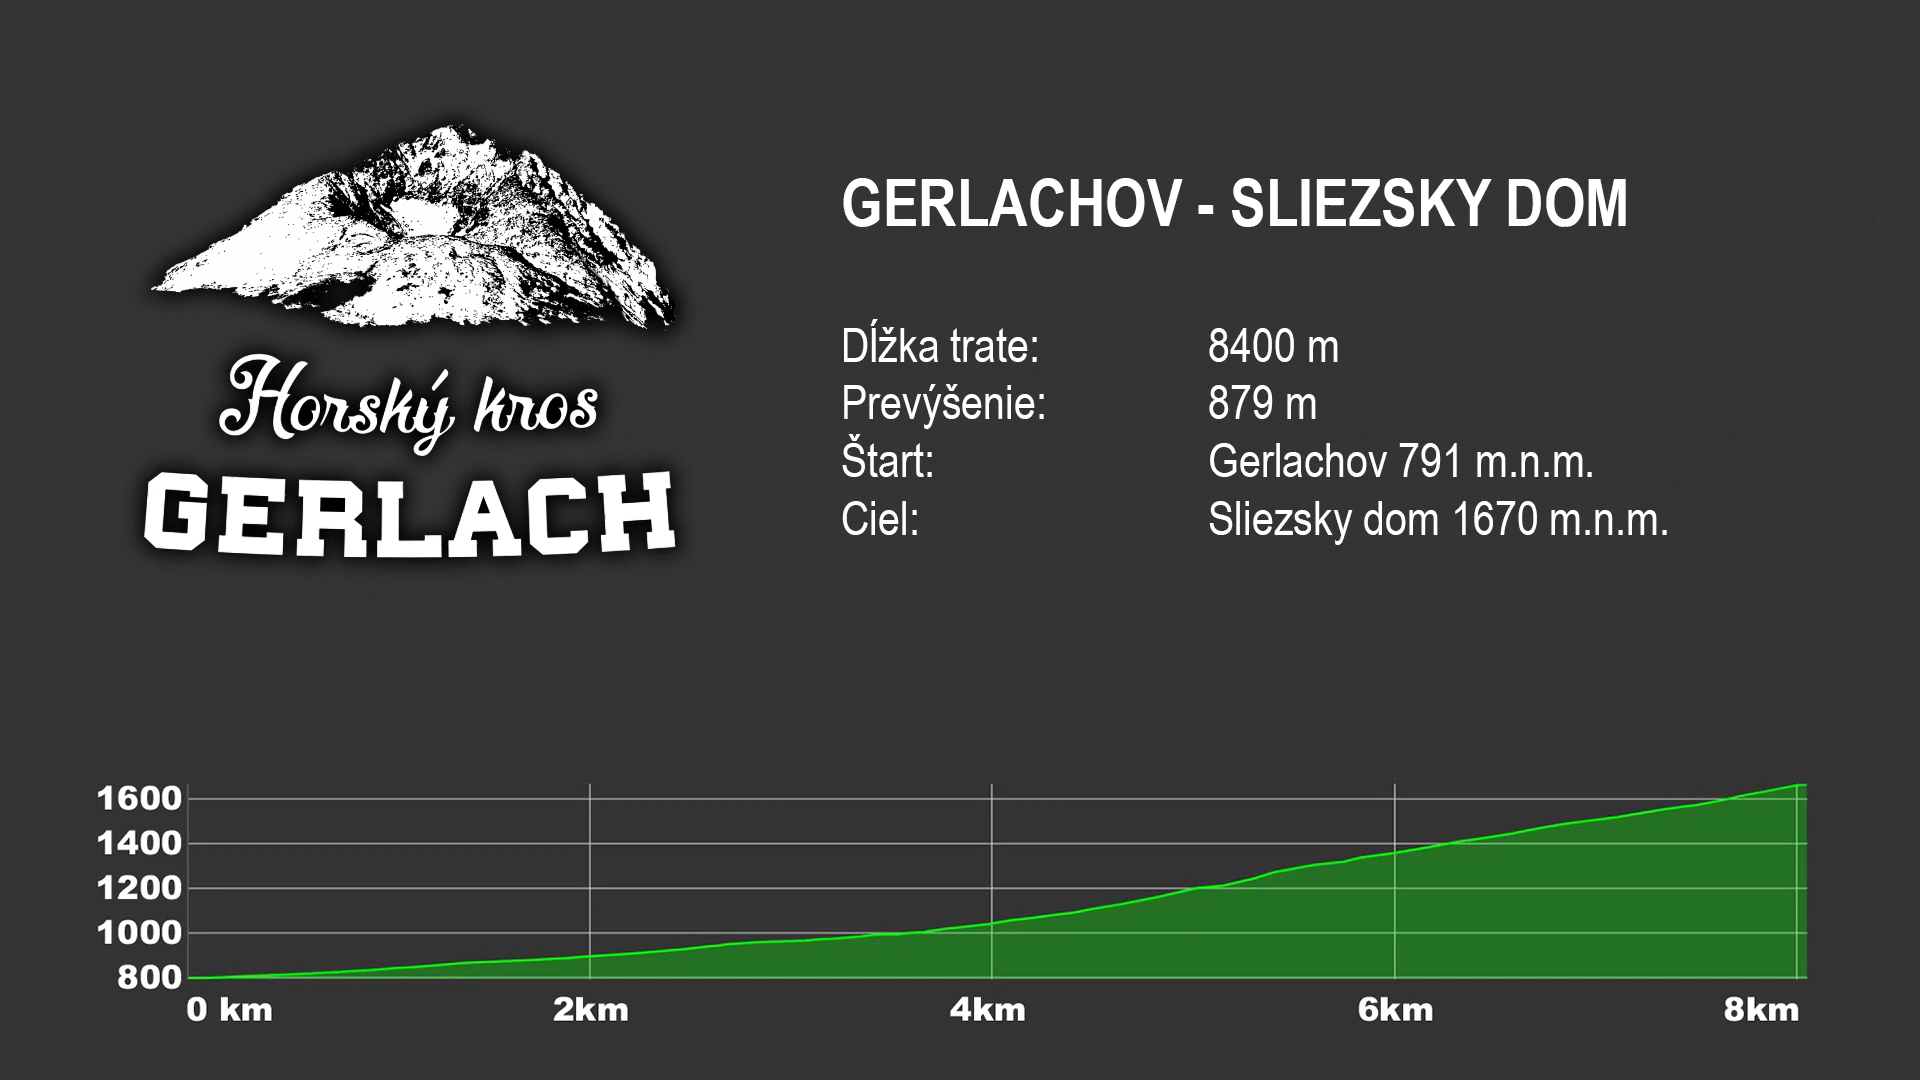 Horský kros
GERLACH
GERLACHOV - SLIEZSKY DOM
Dĺžka trate: 8400 m
Prevýšenie: 879 m
Štart: Gerlachov 791 m.n.m.
Ciel: Sliezsky dom 1670 m.n.m.
1600
1400
1200
1000
800
0 km 2km 4km 6km 8km